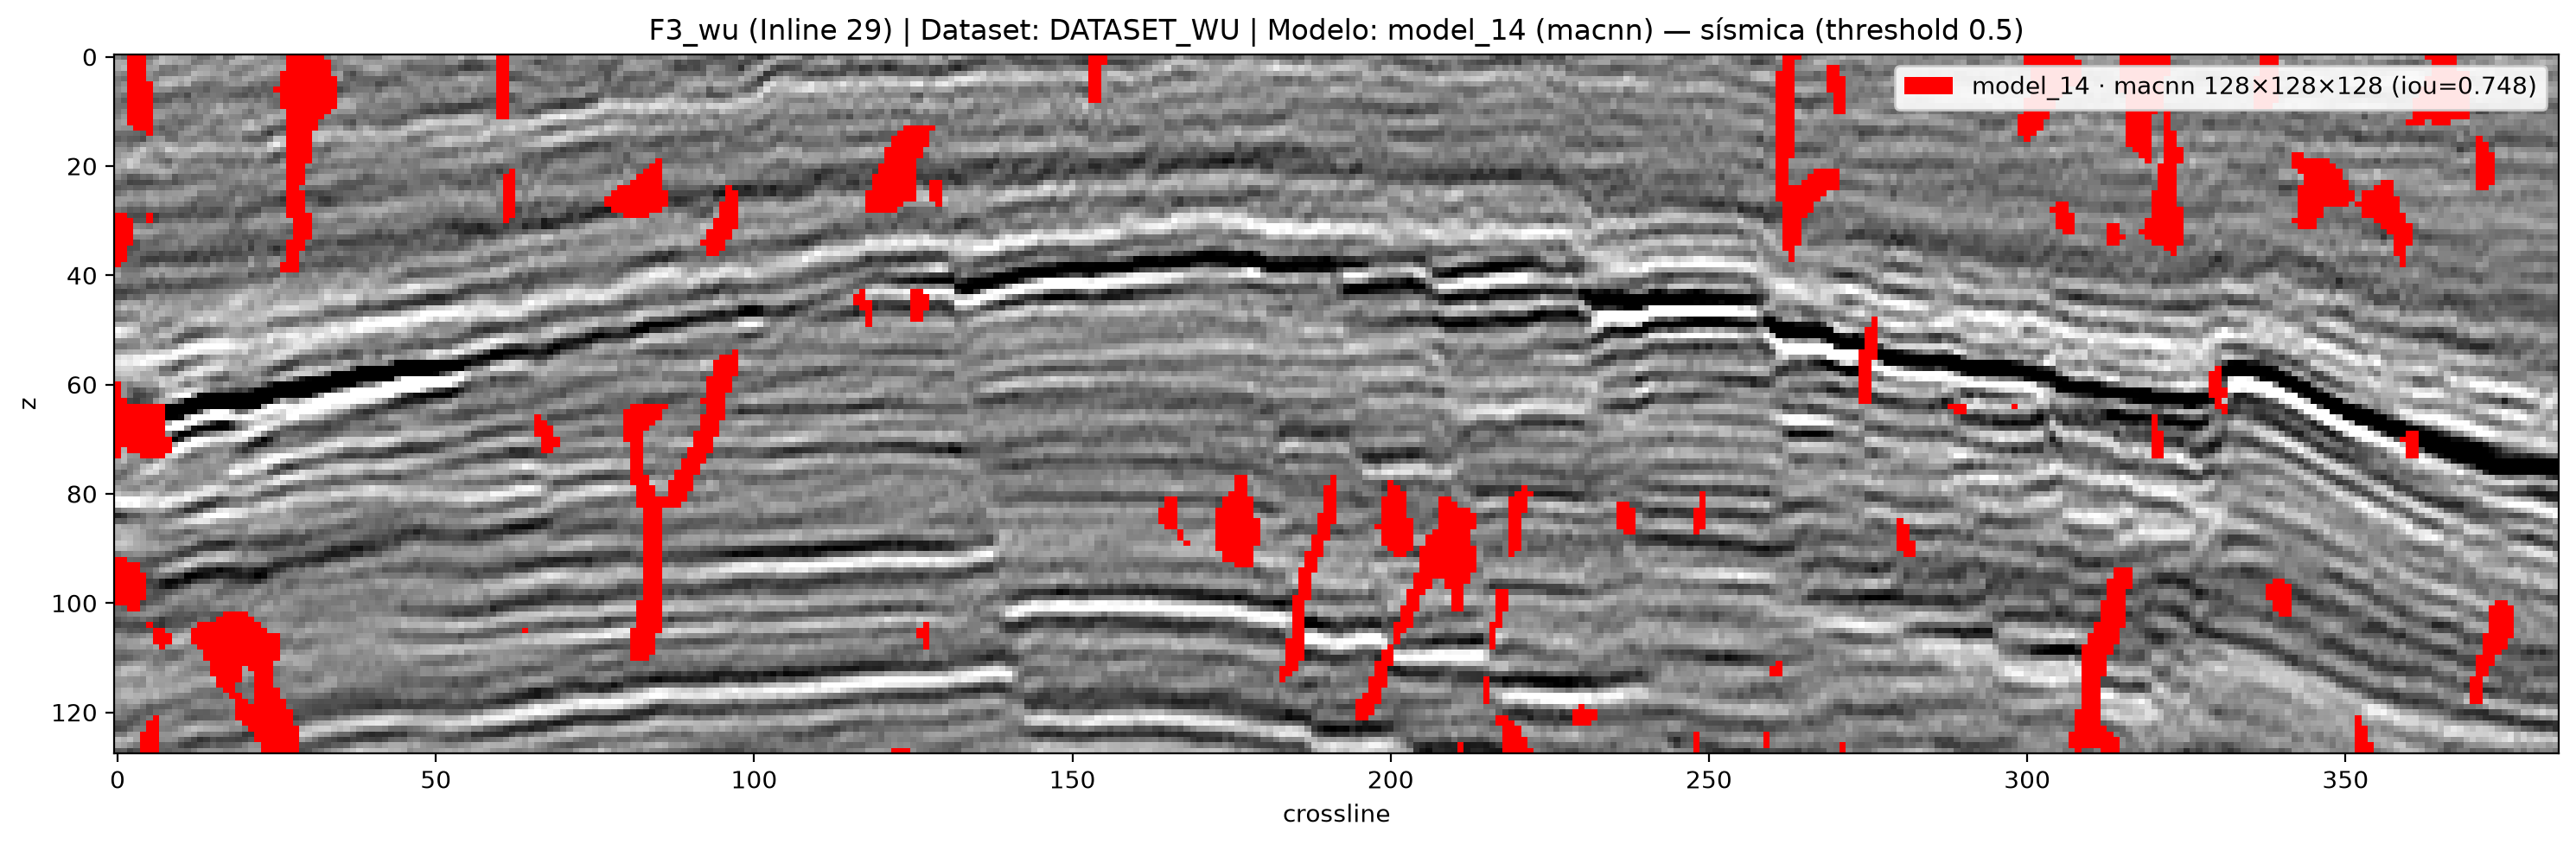 F3_wu (Inline 29) | Dataset: DATASET_WU | Modelo: model_14 (macnn) — sísmica (threshold 0.5)
model_14 · macnn 128×128×128 (iou=0.748)
0
20
40
60
80
100
120
z
0 50 100 150 200 250 300 350
crossline